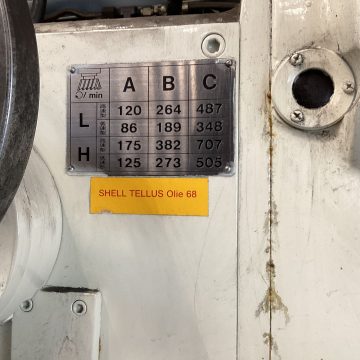 A B C
/ min
L 120 264 487
86 189 348
H 175 382 707
125 273 505
SHELL TELLUS Olie 68